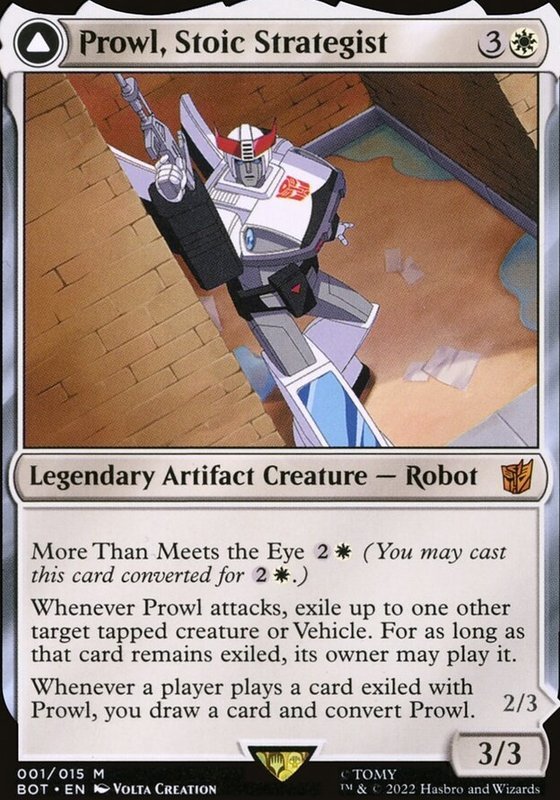 Prowl, Stoic Strategist 3
Legendary Artifact Creature — Robot
More Than Meets the Eye 2 (You may cast
this card converted for 2 .)
Whenever Prowl attacks, exile up to one other
target tapped creature or Vehicle. For as long as
that card remains exiled, its owner may play it.
Whenever a player plays a card exiled with
Prowl, you draw a card and convert Prowl.
2/3
3/3
001/015 M
BOT • EN Volta Creation
© TOMY
™ & © 2022 Hasbro and Wizards